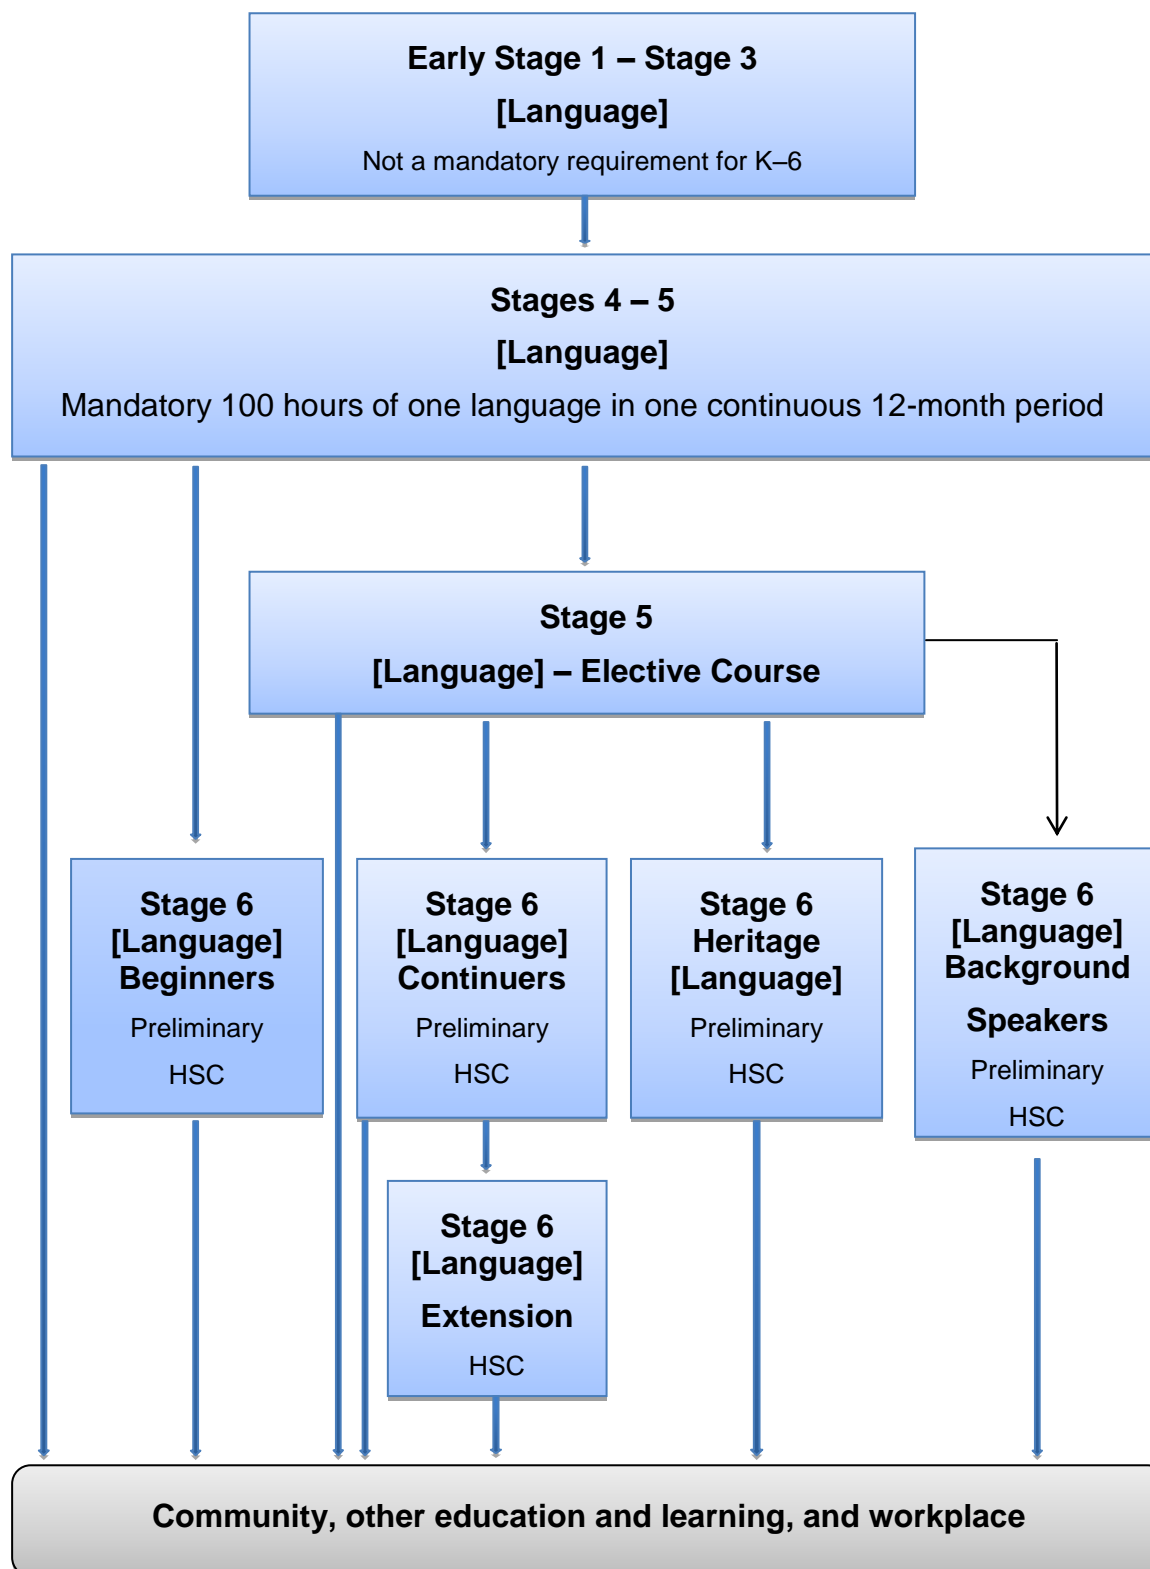 Early Stage 1 – Stage 3
[Language]
Not a mandatory requirement for K–6
Stages 4 – 5
[Language]
Mandatory 100 hours of one language in one continuous 12-month period
Stage 5
[Language] – Elective Course
Stage 6
[Language]
Beginners
Preliminary
HSC
Stage 6
[Language]
Continuers
Preliminary
HSC
Stage 6
Heritage
[Language]
Preliminary
HSC
Stage 6
[Language]
Background
Speakers
Preliminary
HSC
Stage 6
[Language]
Extension
HSC
Community, other education and learning, and workplace